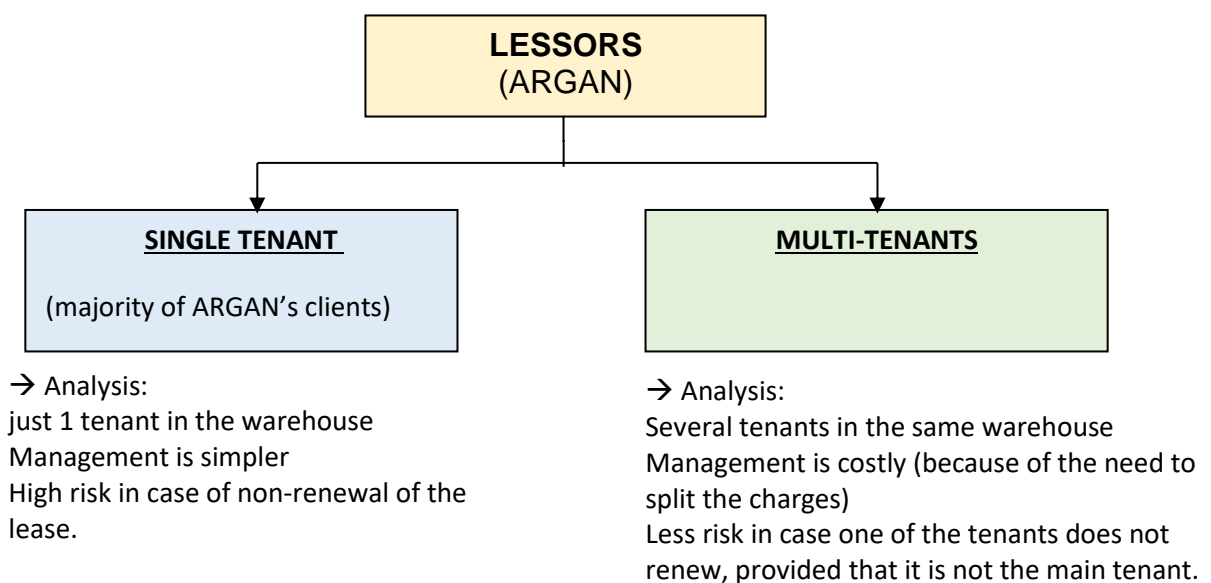 LESSORS
(ARGAN)
SINGLE TENANT
(majority of ARGAN’s clients)
MULTI-TENANTS
→ Analysis:
just 1 tenant in the warehouse
Management is simpler
High risk in case of non-renewal of the
lease.
→ Analysis:
Several tenants in the same warehouse
Management is costly (because of the need to
split the charges)
Less risk in case one of the tenants does not
renew, provided that it is not the main tenant.